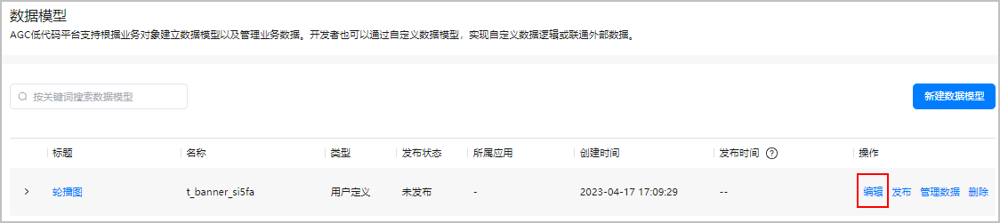 数据模型
AGC低代码平台支持根据业务对象建立数据模型以及管理业务数据。开发者也可以通过自定义数据模型，实现自定义数据逻辑或联通外部数据。
按关键词搜索数据模型
新建数据模型
标题 名称 类型 发布状态 所属应用 创建时间 发布时间 操作
轮播图 t_banner_si5fa 用户定义 未发布 - 2023-04-17 17:09:29 -- 编辑 发布 管理数据 删除